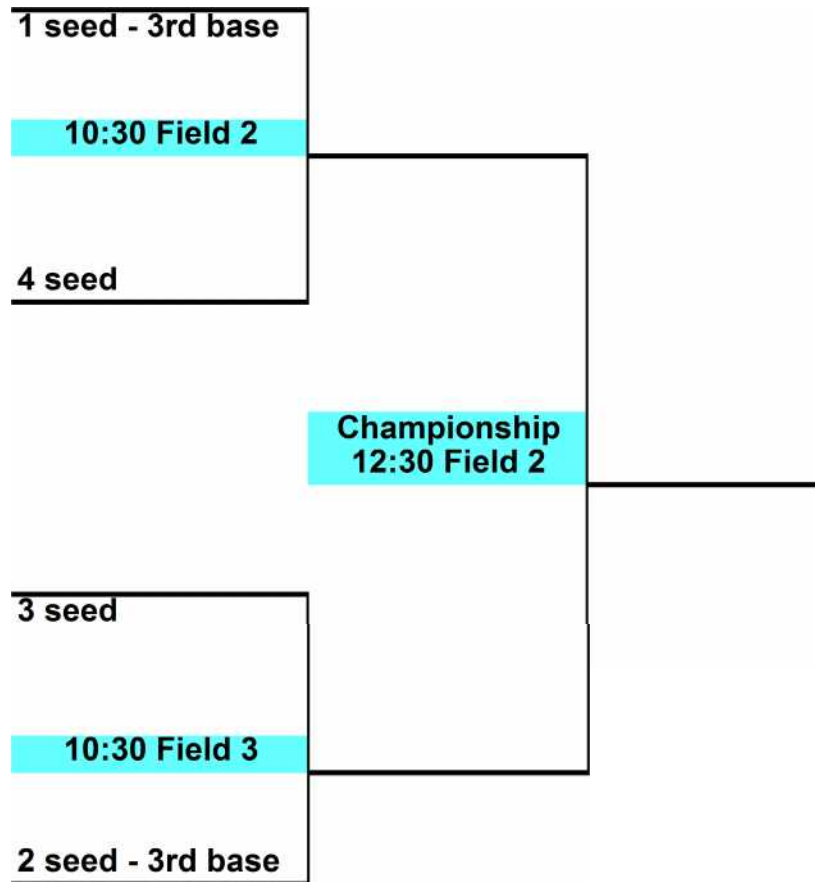 1 seed - 3rd base
10:30 Field 2
4 seed
Championship
12:30 Field 2
3 seed
10:30 Field 3
2 seed - 3rd base